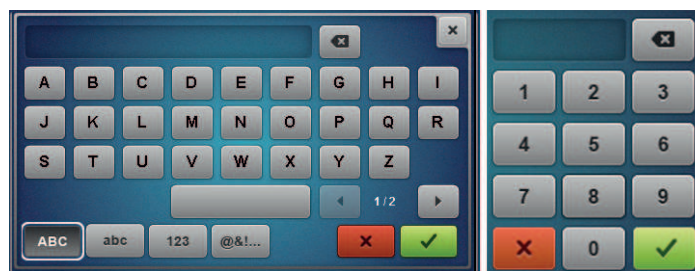 A B C D E F G H I
J K L M N O P Q R
S T U V W X Y Z
1/2
ABC abc 123 @&!...
1 2 3
4 5 6
7 8 9
0